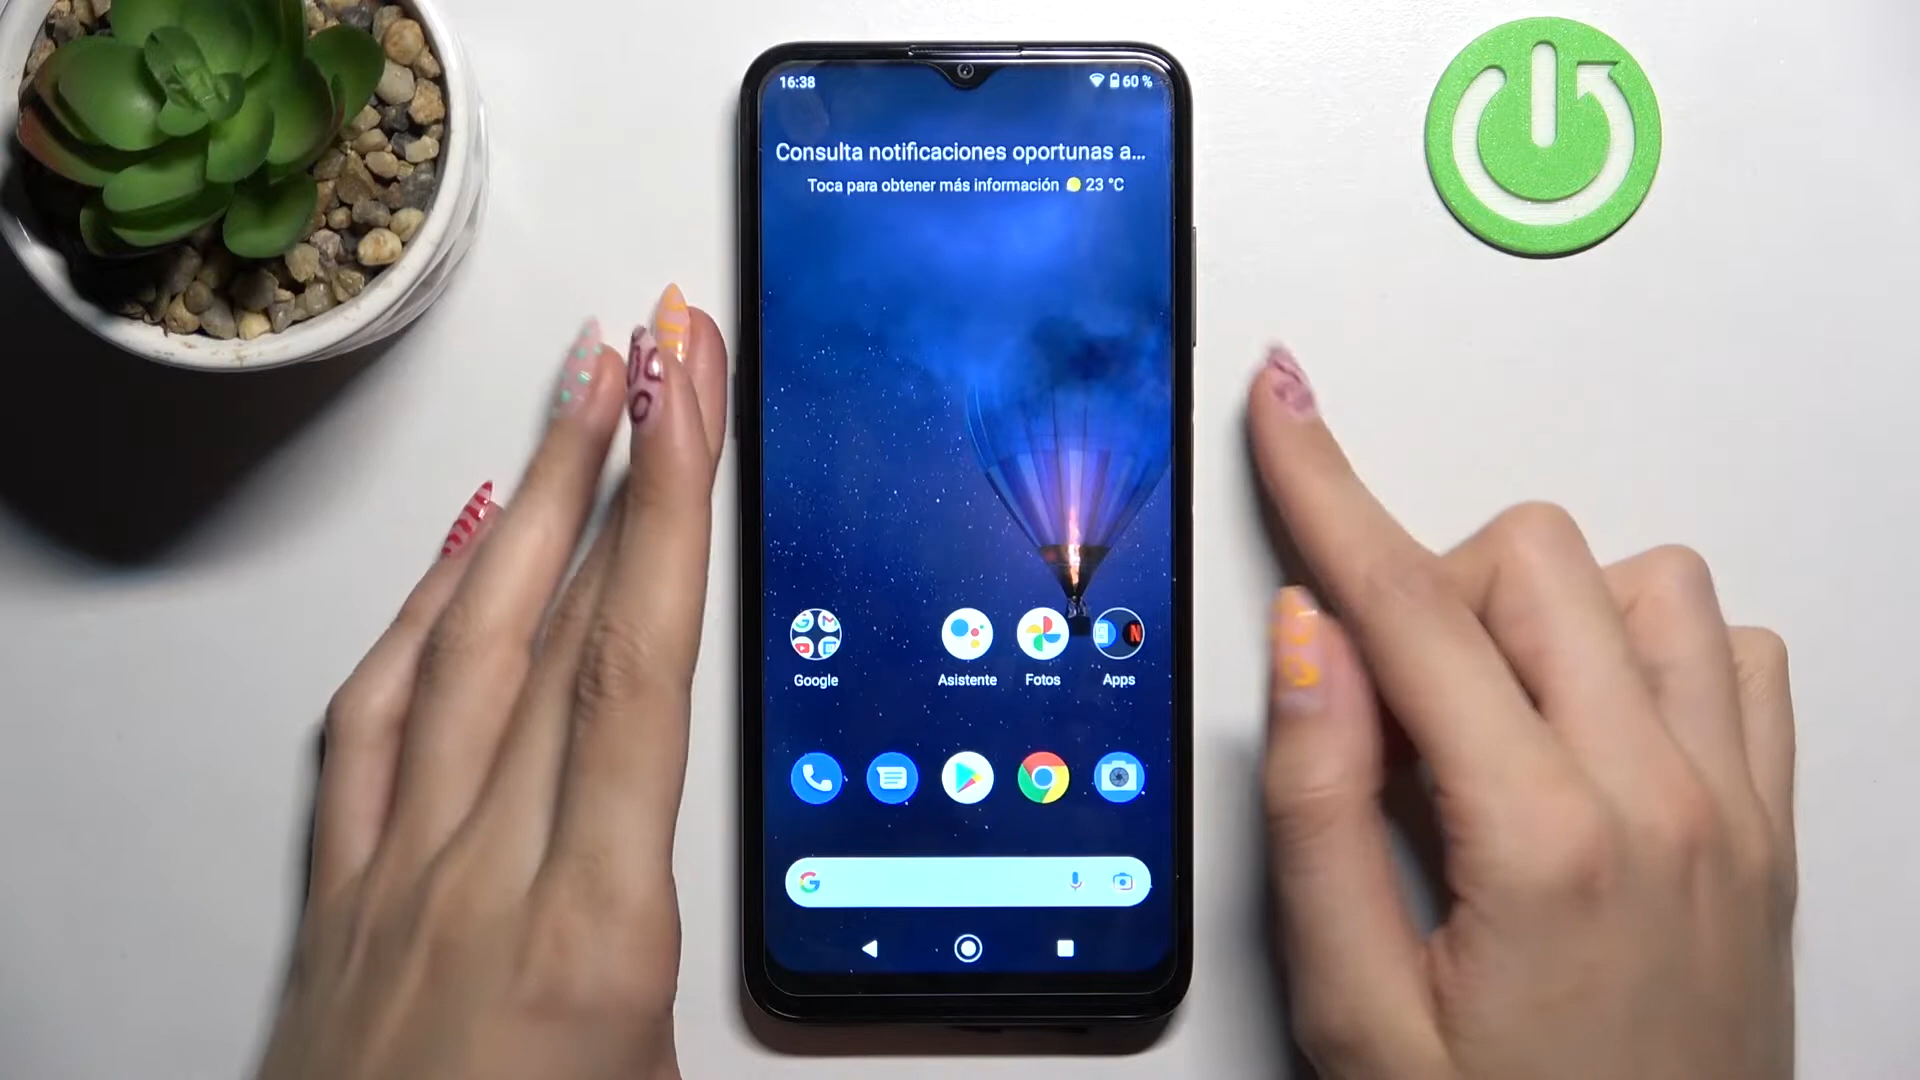 16:38
60 %
Consulta notificaciones oportunas a...
Toca para obtener más información 23 °C
Google
Asistente
Fotos
Apps